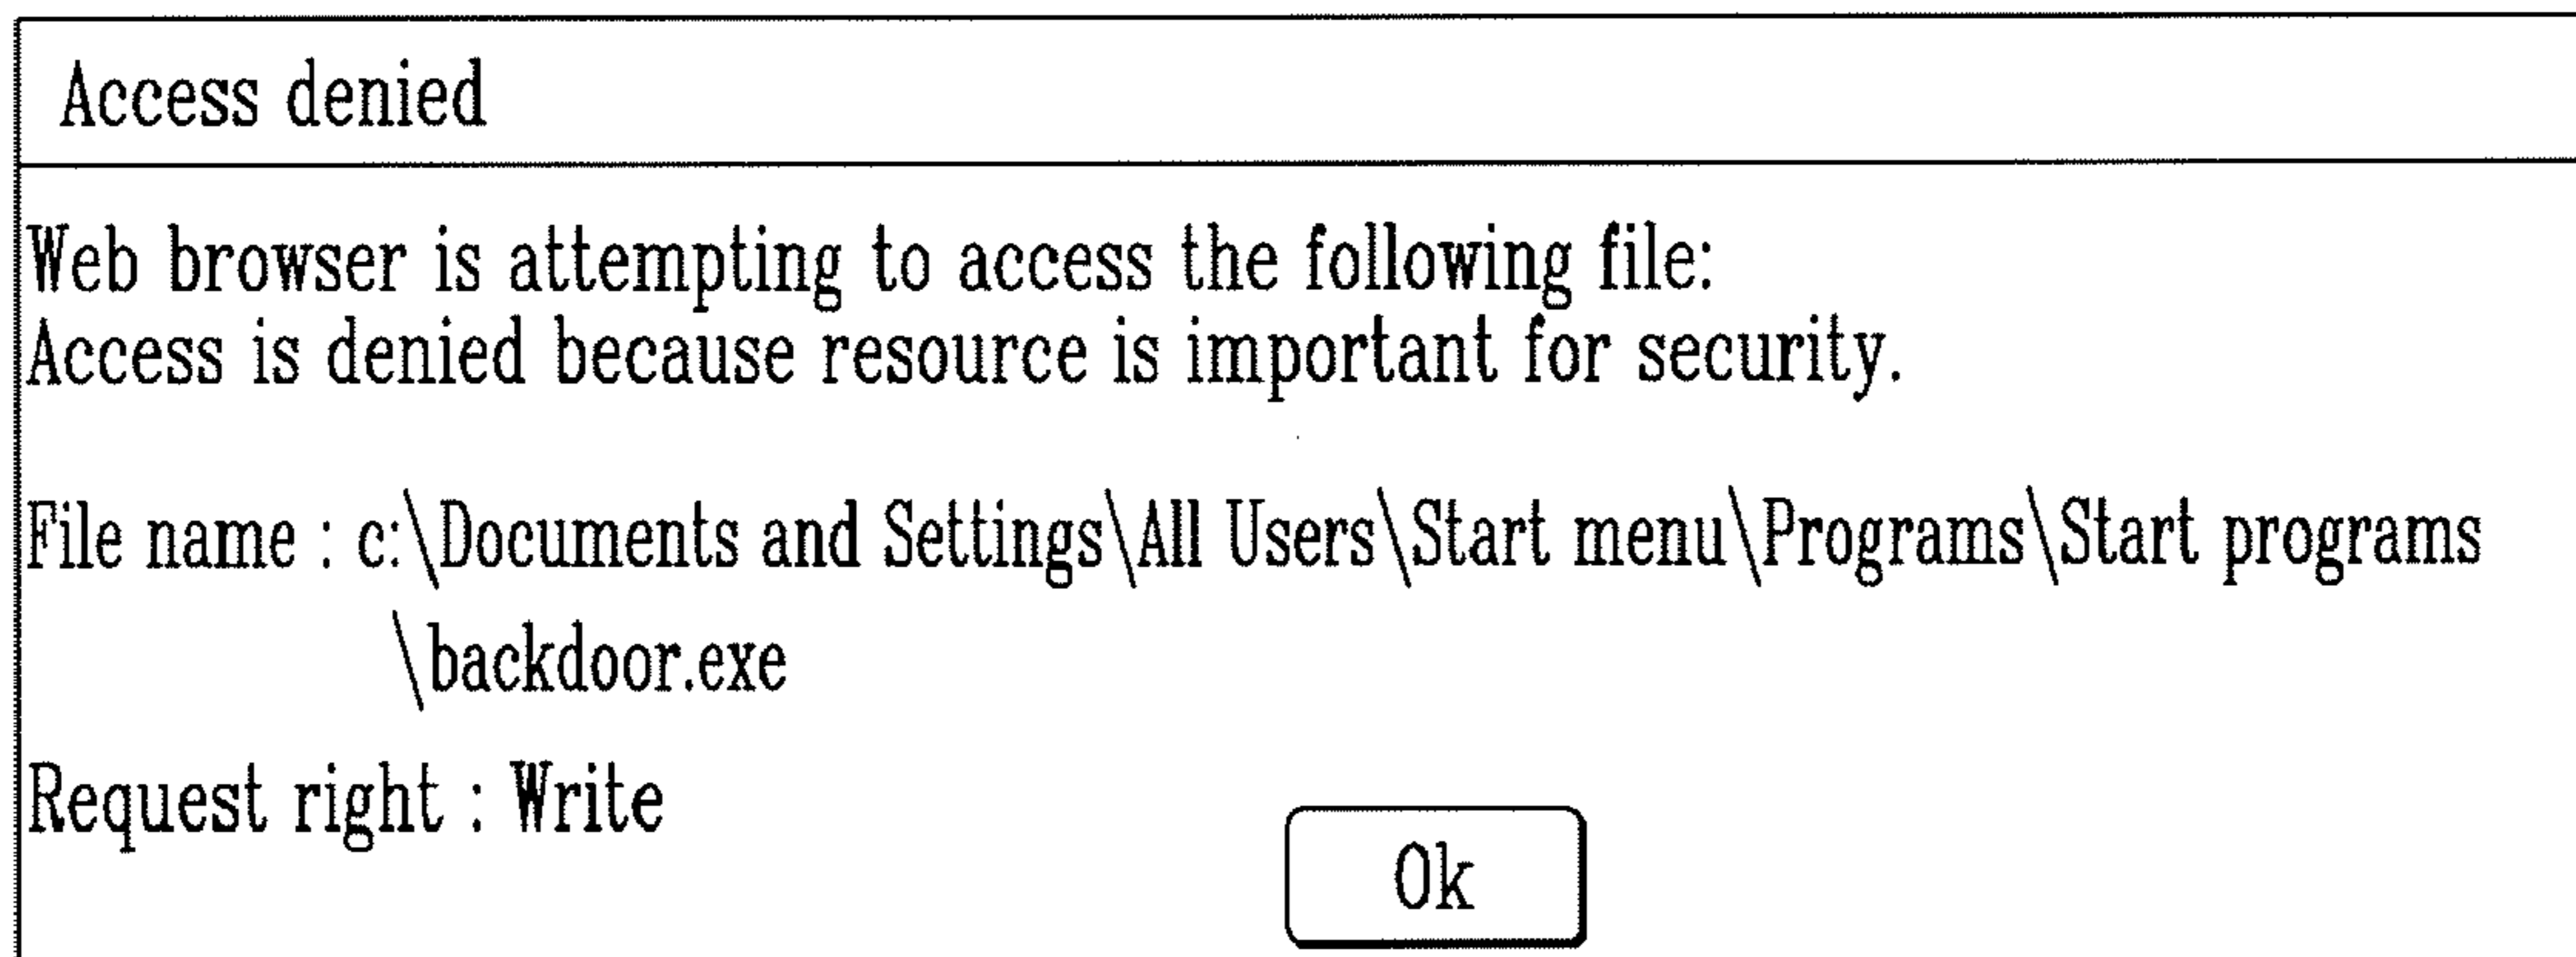 Access denied
Web browser is attempting to access the following file:
Access is denied because resource is important for security.
File name : c:\Documents and Settings\All Users\Start menu\Programs\Start programs
\backdoor.exe
Request right : Write
Ok